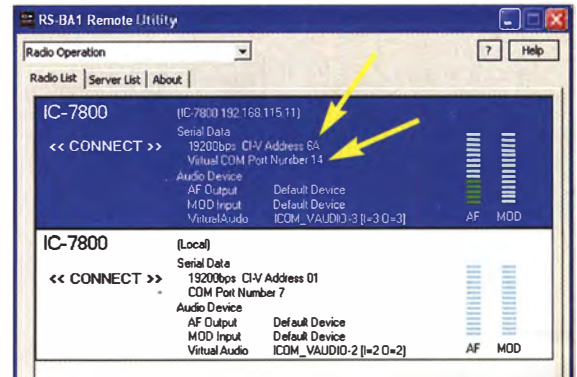 RS-BA1 Remote Utility
Radio Operation
? Help
Radio List Server List About
IC-7800 (IC-7800 192.168.115.11)
<< CONNECT >>
Serial Data
19200bps CI-V Address 6A
Virtual COM Port Number 14
Audio Device
AF Output Default Device
MOD Input Default Device
VirtualAudio ICOM_VAUDIO-3 [I=3 O=3]
AF MOD
IC-7800 (Local)
<< CONNECT >>
Serial Data
19200bps CI-V Address 01
COM Port Number 7
Audio Device
AF Output Default Device
MOD Input Default Device
Virtual Audio ICOM_VAUDIO-2 [I=2 O=2]
AF MOD